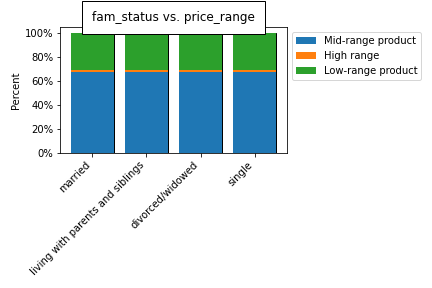 fam_status vs. price_range
100%
80%
60%
40%
20%
0%
Percent
married
living with parents and siblings
divorced/widowed
single
Mid-range product
High range
Low-range product